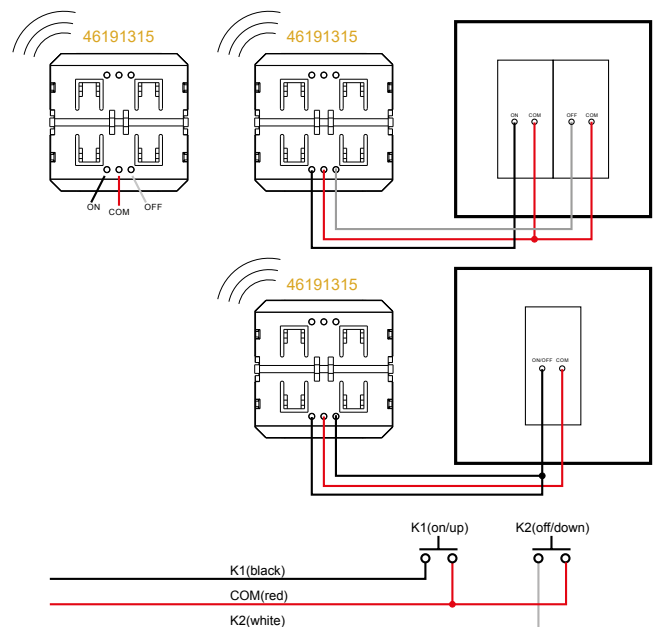 46191315
46191315
ON
COM
OFF
ON COM OFF COM
46191315
ON/OFF COM
K1(on/up)
K2(off/down)
K1(black)
COM(red)
K2(white)